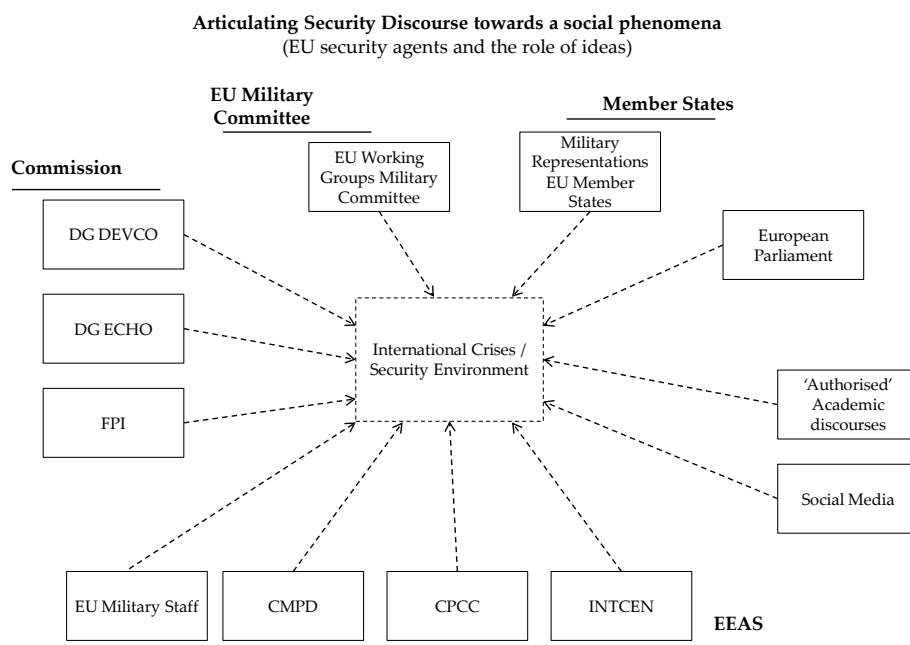 Articulating Security Discourse towards a social phenomena
(EU security agents and the role of ideas)
EU Military
Committee
Member States
EU Working
Groups Military
Committee
Military
Representations
EU Member
States
Commission
DG DEVCO
European
Parliament
DG ECHO
International Crises /
Security Environment
FPI
‘Authorised’
Academic
discourses
Social Media
EU Military Staff
CMPD
CPCC
INTCEN
EEAS